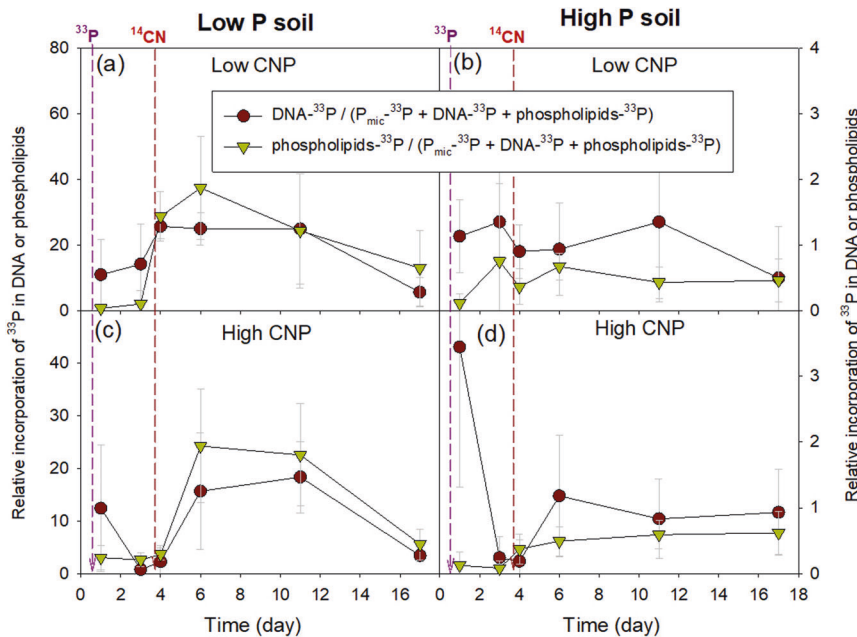 Low P soil
High P soil
³³P
¹⁴CN
³³P
¹⁴CN
80
(a)
Low CNP
(b)
Low CNP
4
DNA-³³P / (Pmic-³³P + DNA-³³P + phospholipids-³³P)
phospholipids-³³P / (Pmic-³³P + DNA-³³P + phospholipids-³³P)
60
40
20
0
3
2
1
0
(c)
High CNP
(d)
High CNP
40
30
20
10
0
3
2
1
0
0 2 4 6 8 10 12 14 16
0 2 4 6 8 10 12 14 16 18
Time (day)
Time (day)
Relative incorporation of ³³P in DNA or phospholipids
Relative incorporation of ³³P in DNA or phospholipids